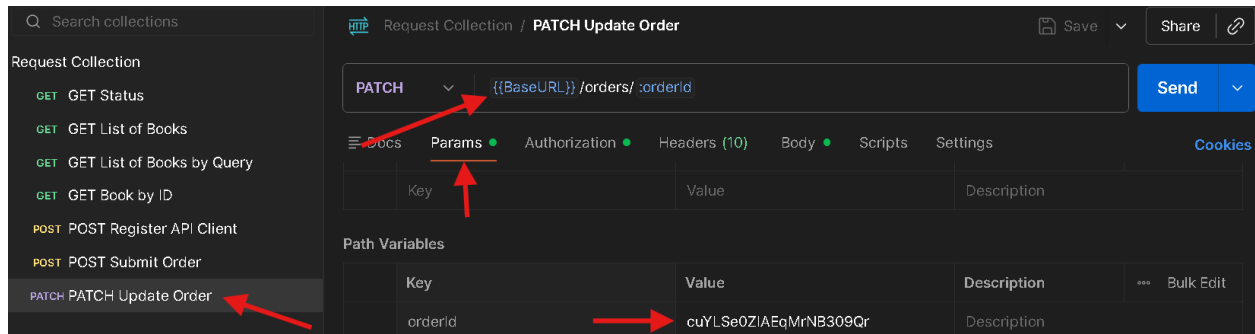 Search collections
HTTP Request Collection / PATCH Update Order Save Share
Request Collection
GET GET Status
GET GET List of Books
GET GET List of Books by Query
GET GET Book by ID
POST POST Register API Client
POST POST Submit Order
PATCH PATCH Update Order
PATCH {{BaseURL}} /orders/ :orderId Send
Docs Params Authorization Headers (10) Body Scripts Settings Cookies
Key Value Description
Path Variables
Key Value Description Bulk Edit
orderId cuYLSe0ZIAEqMrNB309Qr Description